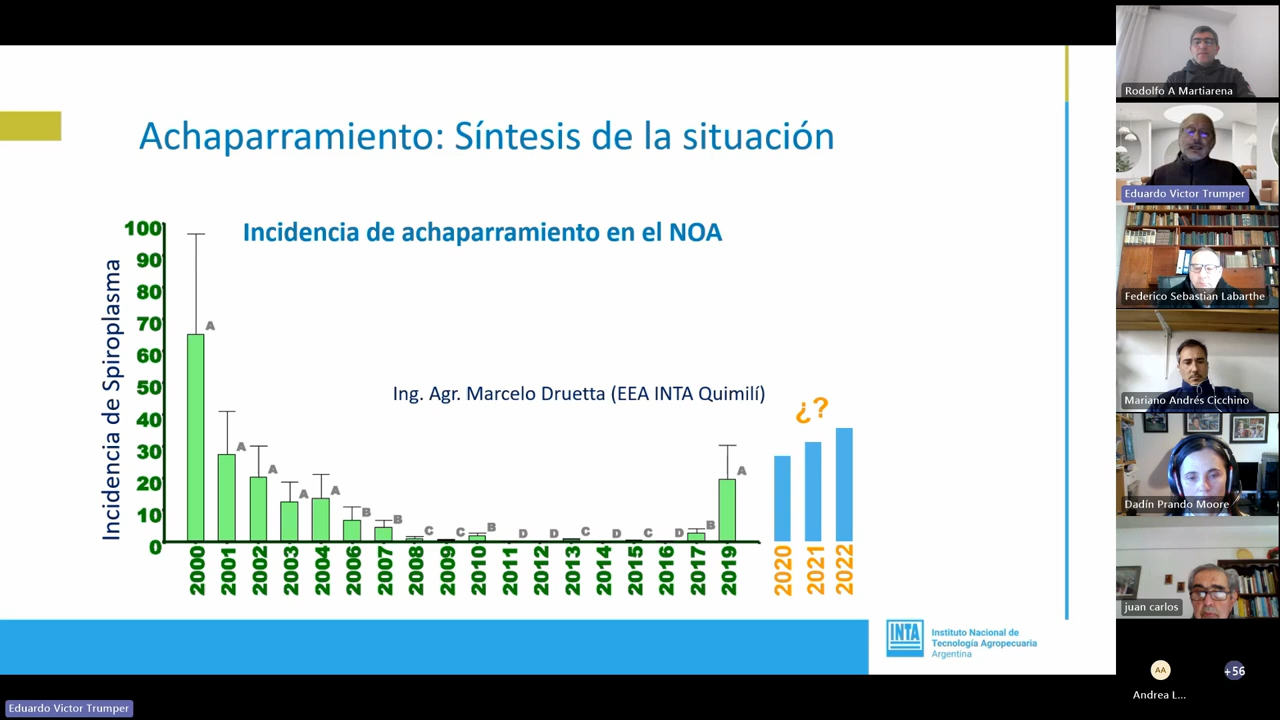 Achaparramiento: Síntesis de la situación
Incidencia de achaparramiento en el NOA
Incidencia de Spiroplasma
100
90
80
70
60
50
40
30
20
10
0
A
A
A
A
A
B
B
C
C
B
D
D
C
D
C
D
B
A
Ing. Agr. Marcelo Druetta (EEA INTA Quimilí)
¿?
2000 2001 2002 2003 2004 2006 2007 2008 2009 2010 2011 2012 2013 2014 2015 2016 2017 2019 2020 2021 2022
INTA
Instituto Nacional de
Tecnología Agropecuaria
Argentina
Eduardo Victor Trumper
Rodolfo A Martiarena
Eduardo Victor Trumper
Federico Sebastian Labarthe
Mariano Andrés Cicchino
Dadín Prando Moore
juan carlos
AA
+56
Andrea L...